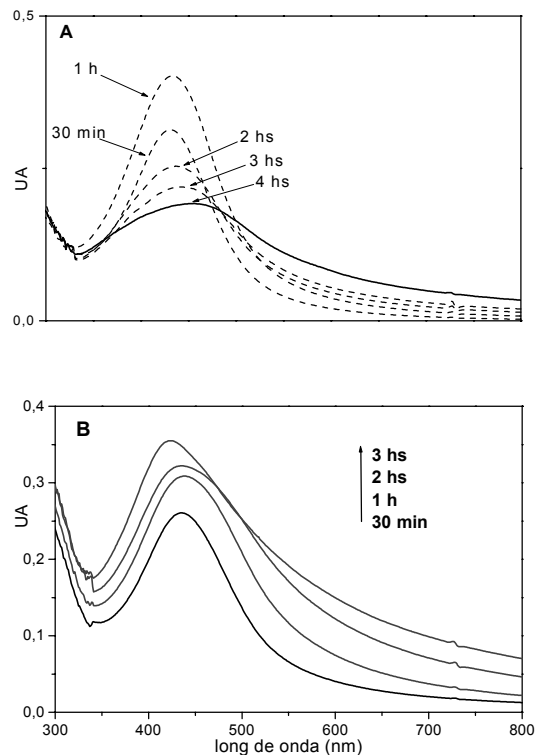 0,5
A
1 h
30 min
2 hs
3 hs
4 hs
UA
0,0
0,4
B
3 hs
2 hs
1 h
30 min
0,3
UA
0,2
0,1
0,0
300 400 500 600 700 800
long de onda (nm)